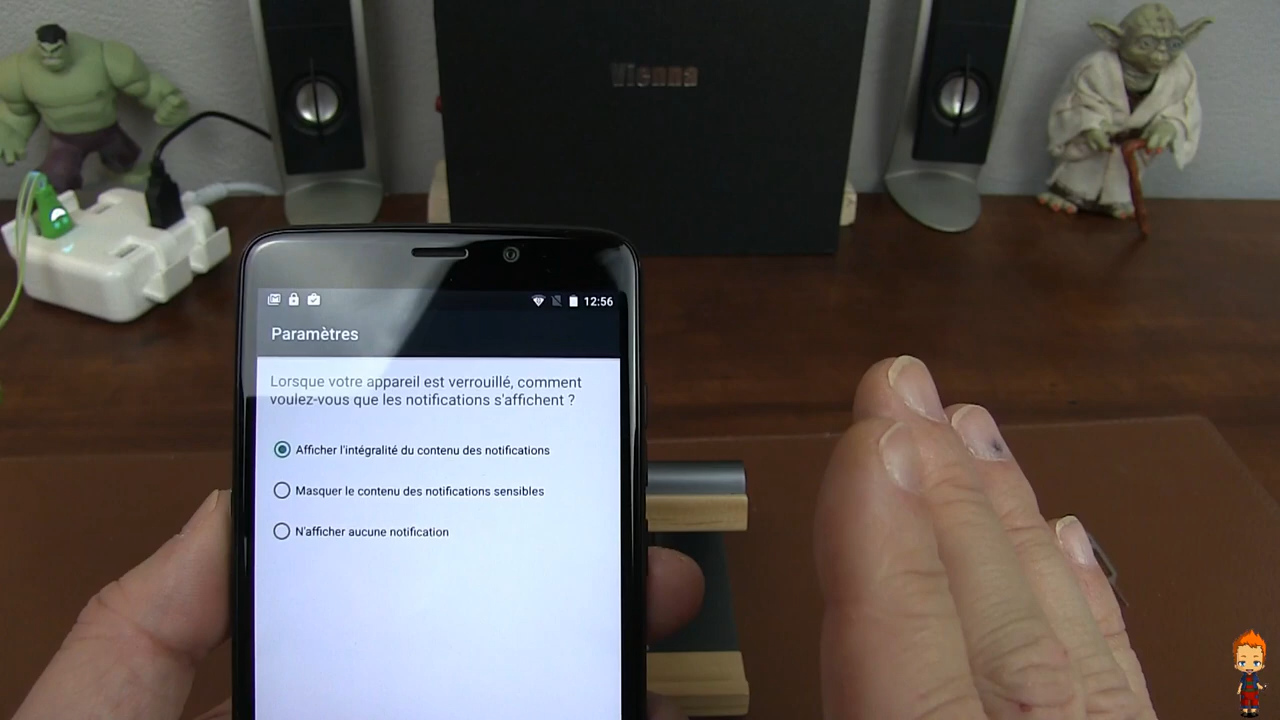 Vienna
12:56
Paramètres
Lorsque votre appareil est verrouillé, comment
voulez-vous que les notifications s'affichent ?
Afficher l'intégralité du contenu des notifications
Masquer le contenu des notifications sensibles
N'afficher aucune notification